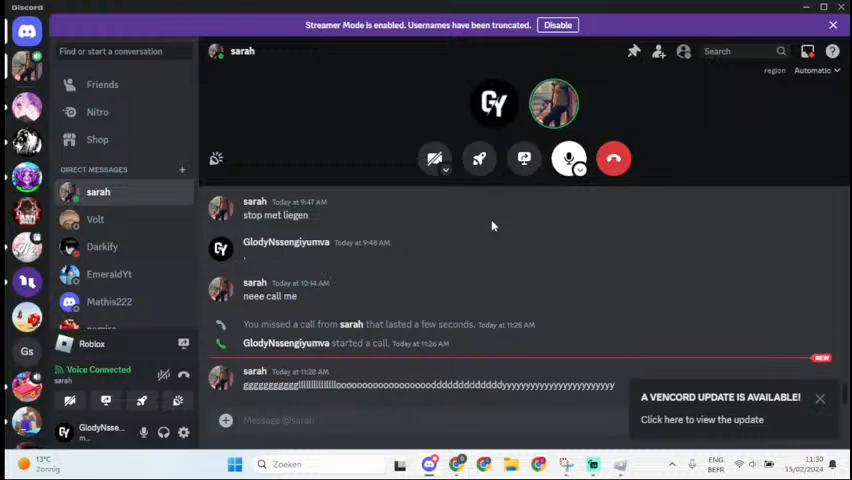 Discord
Streamer Mode is enabled. Usernames have been truncated.
Disable
Find or start a conversation
sarah
Search
region
Automatic
Friends
Nitro
Shop
DIRECT MESSAGES
sarah
Volt
Darkify
EmeraldYt
Mathis222
GY
sarah Today at 9:47 AM
stop met liegen
GY
GlodyNssengiyumva Today at 9:48 AM
.
sarah Today at 10:14 AM
neee call me
You missed a call from sarah that lasted a few seconds. Today at 11:25 AM
GlodyNssengiyumva started a call. Today at 11:26 AM
NEW
sarah Today at 11:28 AM
Message @sarah
Roblox
Voice Connected
sarah
GY
GlodyNsse...
m...
Gs
A VENCORD UPDATE IS AVAILABLE!
Click here to view the update
13°C
Zonnig
Zoeken
ENG
BEFR
11:30
15/02/2024